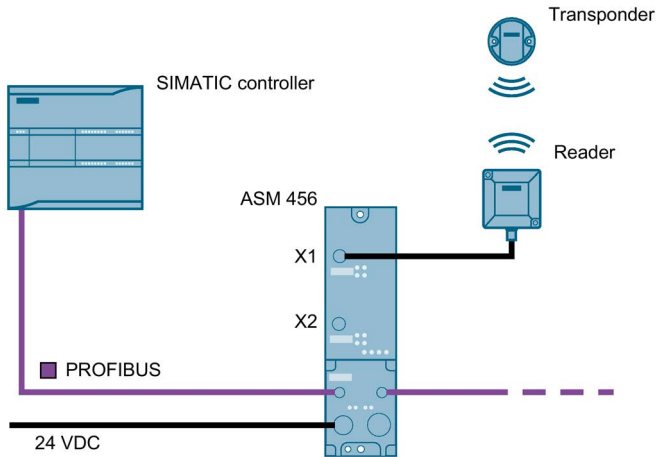 Transponder
SIMATIC controller
Reader
ASM 456
X1
X2
PROFIBUS
24 VDC